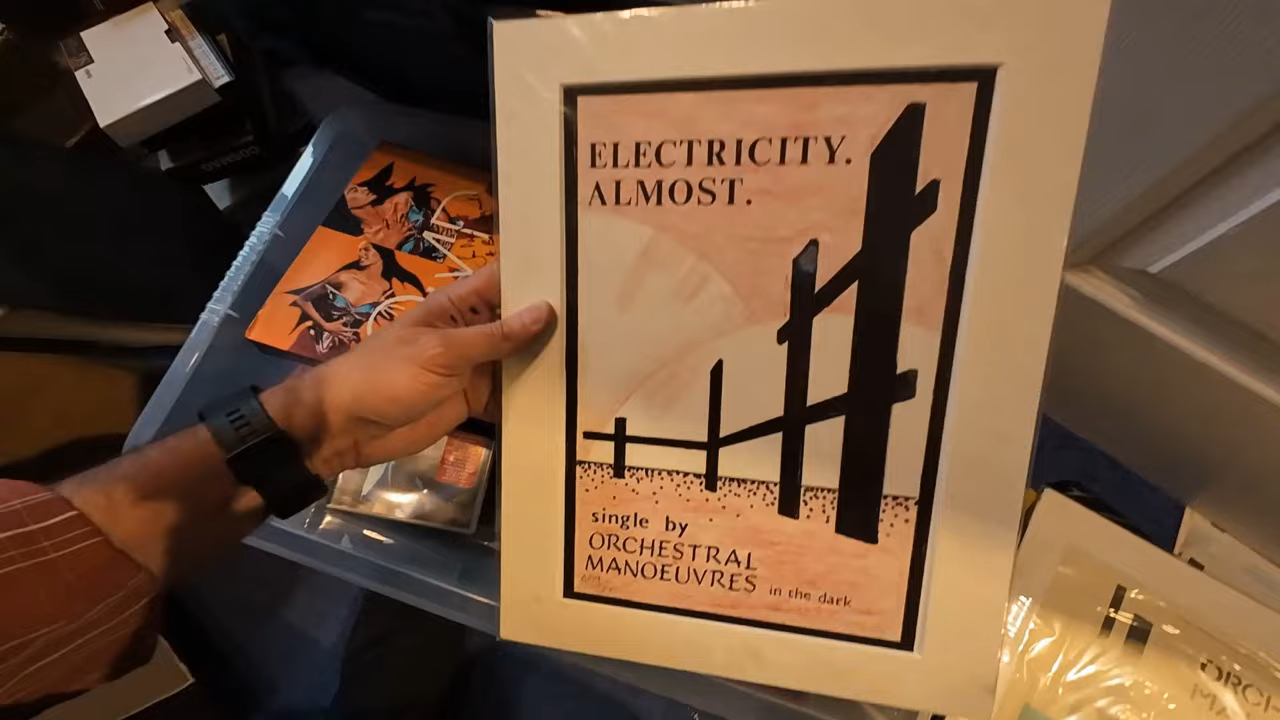 ELECTRICITY.
ALMOST.
single by
ORCHESTRAL
MANOEUVRES in the dark